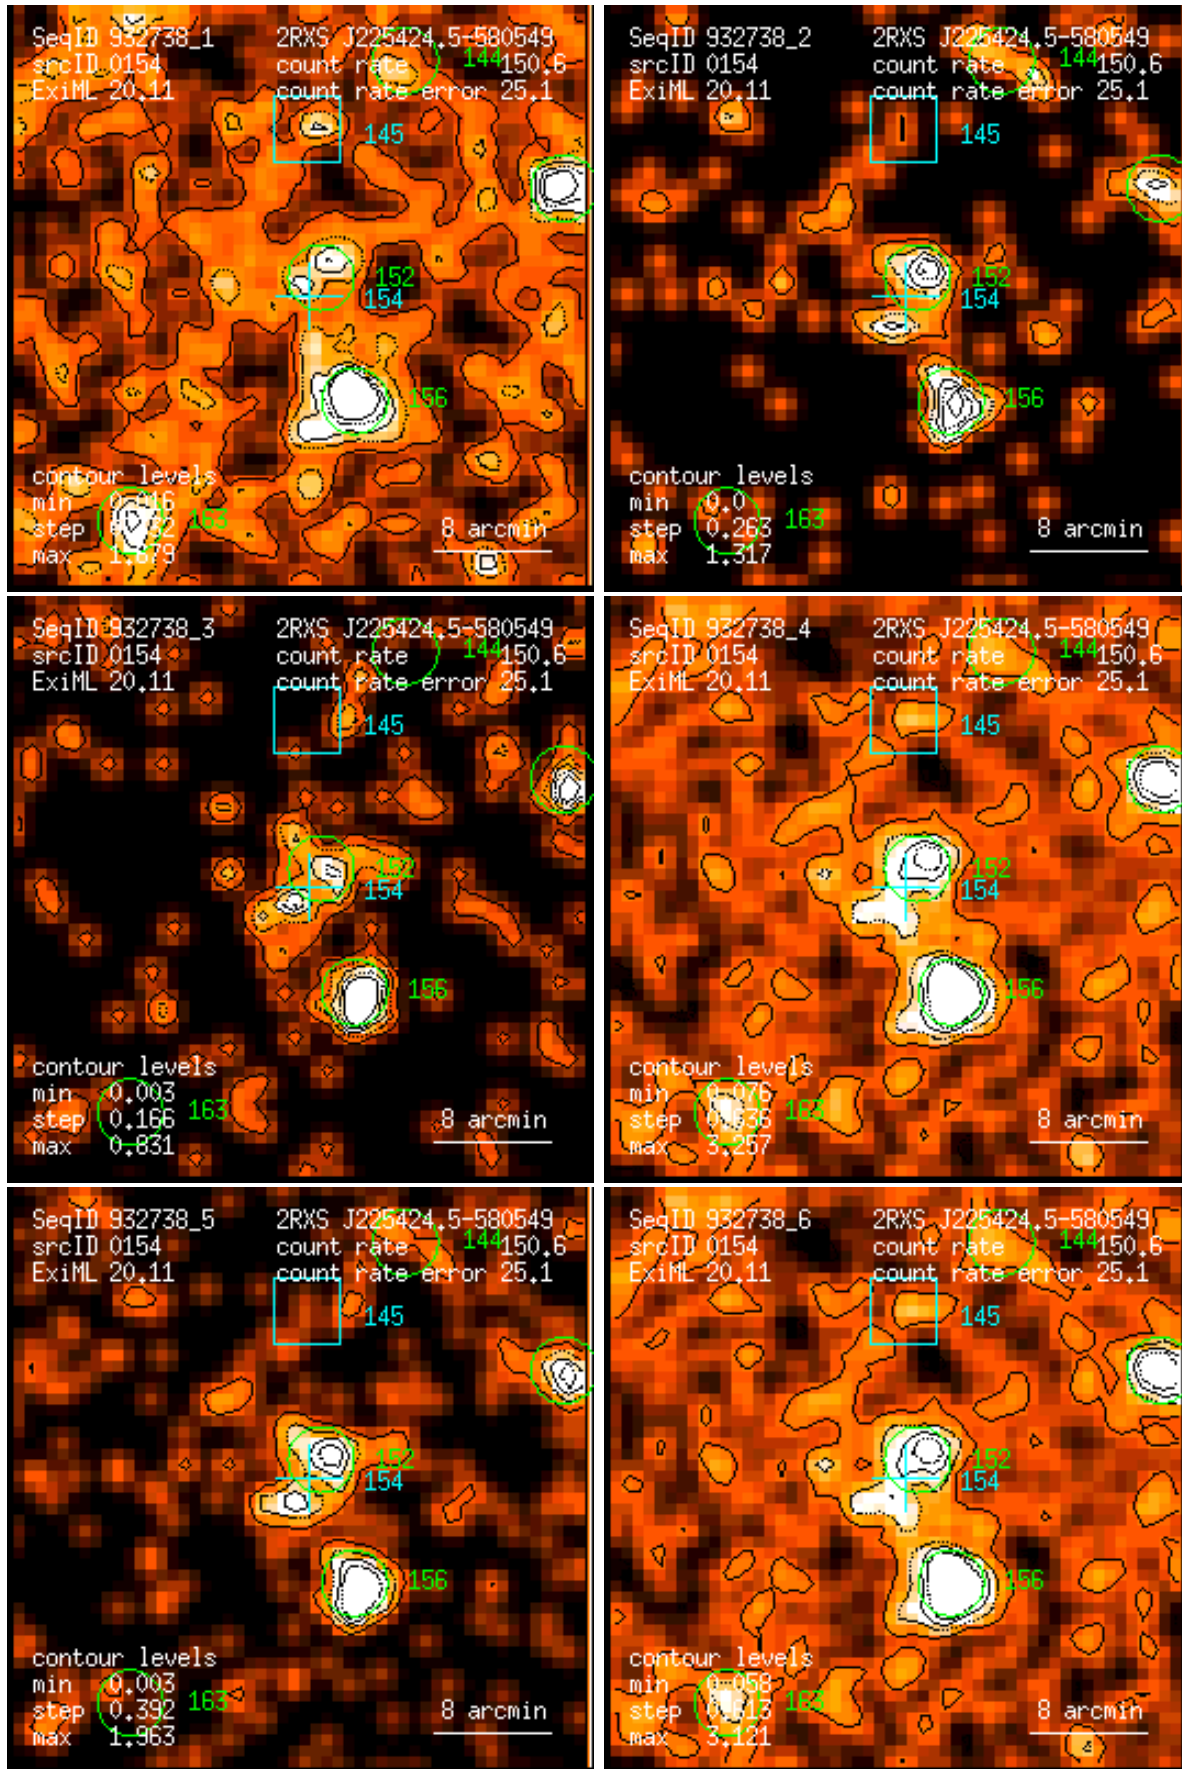 SeqID 932738_1 2RXS J225424.5-580549
srcID 0154 count rate 144 150.6
ExiML 20.11 count rate error 25.1
145
152
154
156
contour levels
min 0.016
step
163
8 arcmin
max
SeqID 932738_2 2RXS J225424.5-580549
srcID 0154 count rate 144 150.6
ExiML 20.11 count rate error 25.1
145
152
154
156
contour levels
min 0.0
step 0.263 163 8 arcmin
max 1.317
SeqID 932738_3 2RXS J225424.5-580549
srcID 0154 count rate 144 150.6
ExiML 20.11 count rate error 25.1
145
152
154
156
contour levels
min 0.003
step 0.166 163 8 arcmin
max 0.831
SeqID 932738_4 2RXS J225424.5-580549
srcID 0154 count rate 144 150.6
ExiML 20.11 count rate error 25.1
145
152
154
156
contour levels
min 0.076
step 0.636 163 8 arcmin
max 3.257
SeqID 932738_5 2RXS J225424.5-580549
srcID 0154 count rate 144 150.6
ExiML 20.11 count rate error 25.1
145
152
154
156
contour levels
min 0.003
step 0.392 163 8 arcmin
max 1.963
SeqID 932738_6 2RXS J225424.5-580549
srcID 0154 count rate 144 150.6
ExiML 20.11 count rate error 25.1
145
152
154
156
contour levels
min 0.058
step 0.613 163 8 arcmin
max 3.121